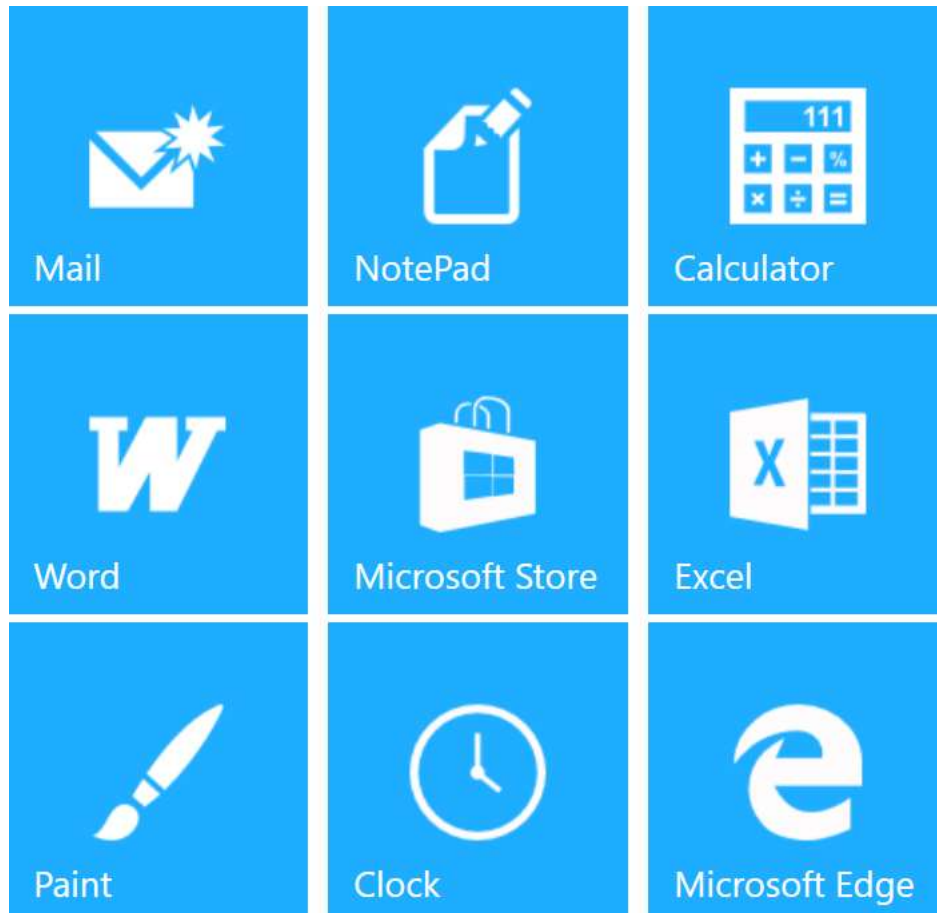 Mail
NotePad
111
+ − %
× ÷ =
Calculator
W
Word
Microsoft Store
X
Excel
Paint
Clock
Microsoft Edge